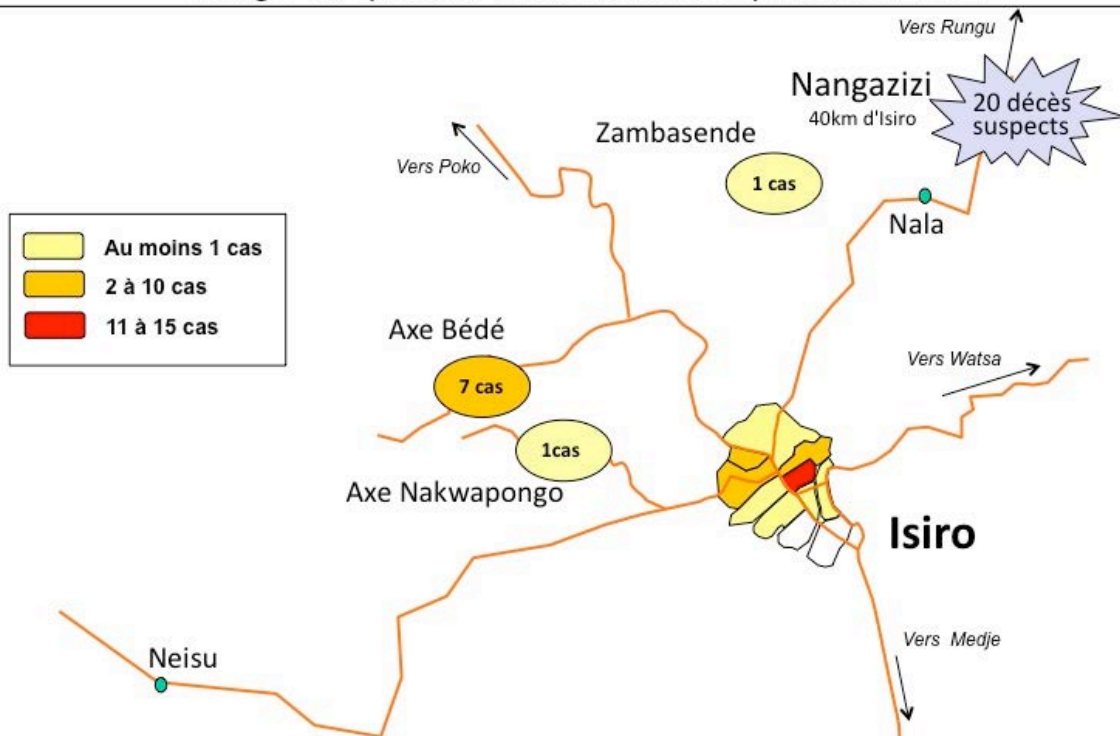 Vers Rungu
Nangazizi
40km d'Isiro
20 décès
suspects
Zambasende
1 cas
Vers Poko
Nala
Au moins 1 cas
2 à 10 cas
11 à 15 cas
Axe Bédé
7 cas
Vers Watsa
1cas
Axe Nakwapongo
Isiro
Vers Medje
Neisu